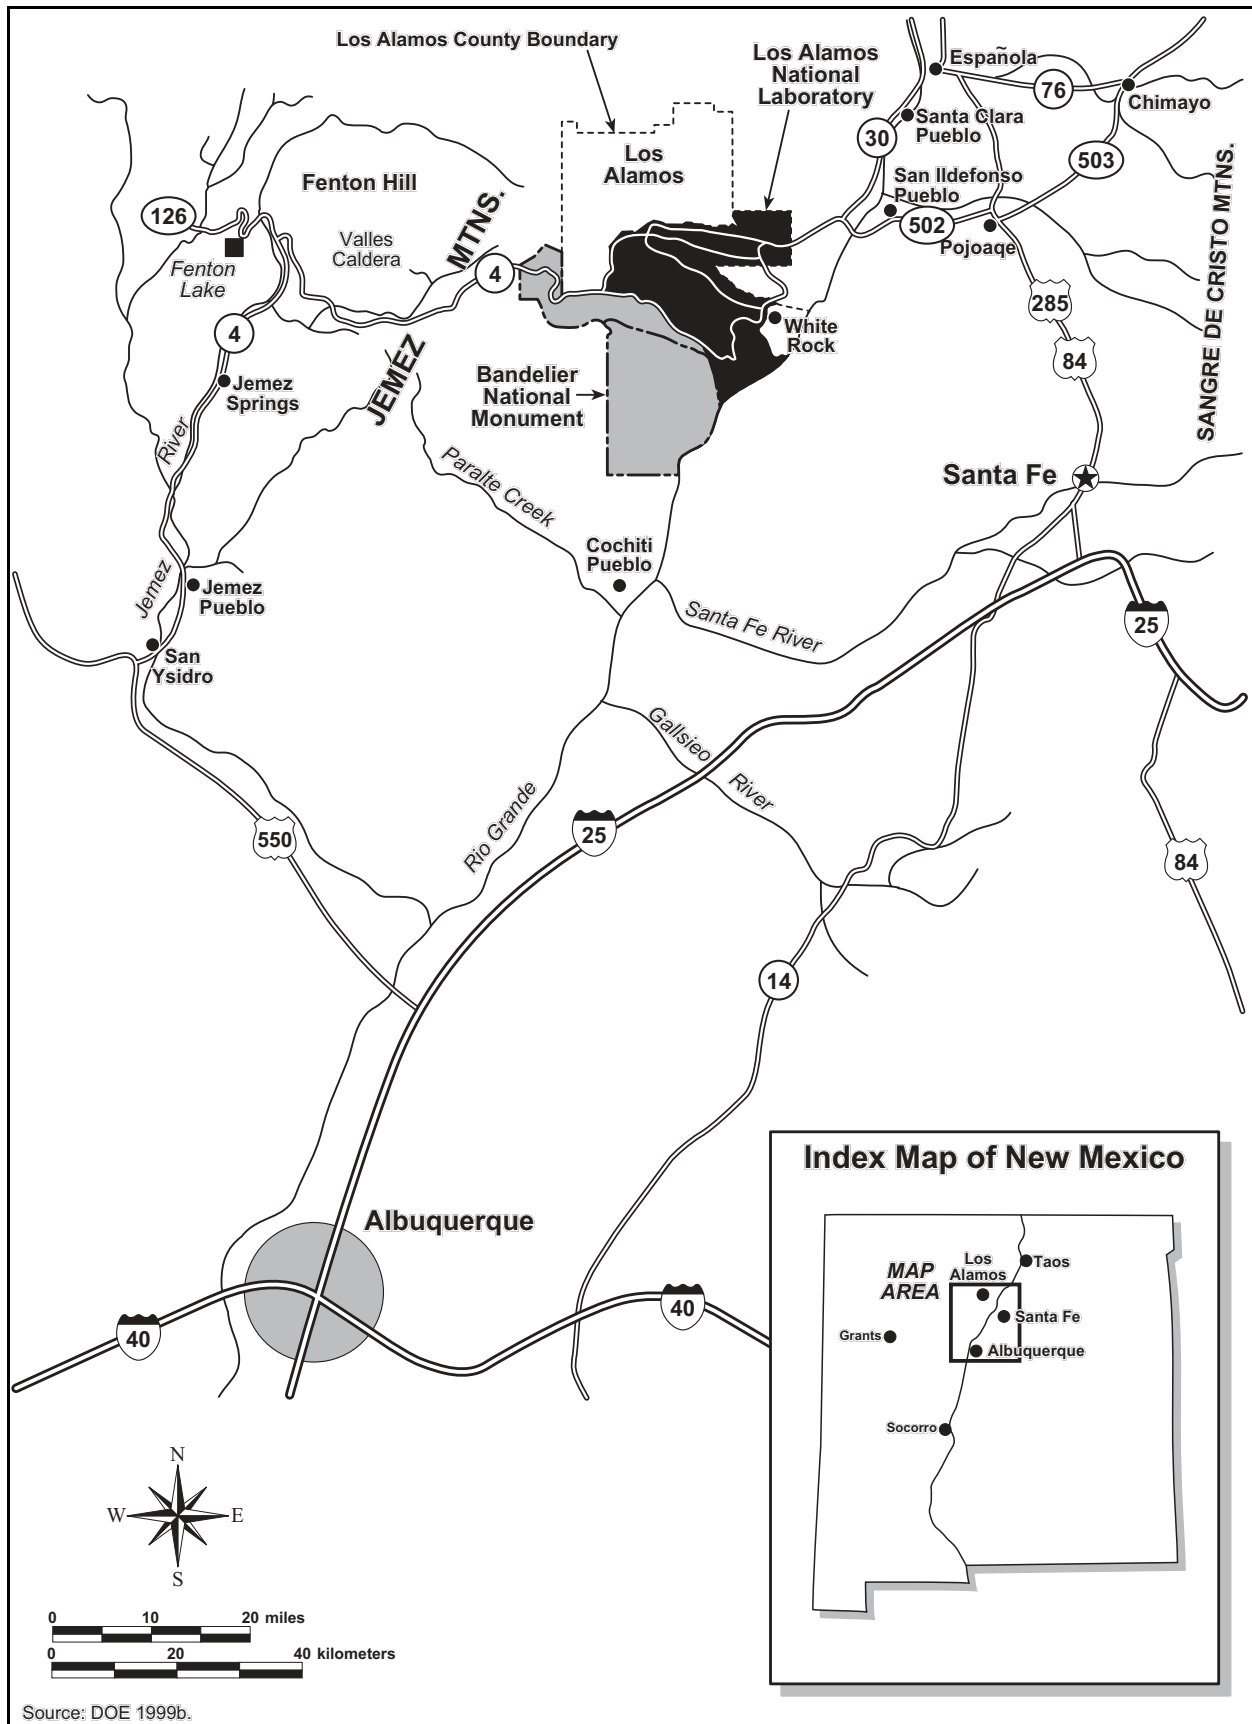 Los Alamos County Boundary
Los Alamos
National
Laboratory
Española
76
Chimayo
Santa Clara
Pueblo
30
503
Los
Alamos
San Ildefonso
Pueblo
Fenton Hill
126
502
Pojoaqe
MTNS.
Valles
Caldera
Fenton
Lake
4
SANGRE DE CRISTO MTNS.
285
4
White
Rock
84
JEMEZ
Jemez
Springs
Bandelier
National
Monument
River
Paralte Creek
Santa Fe
Cochiti
Pueblo
Jemez
Jemez
Pueblo
Santa Fe River
25
San
Ysidro
Gallsieo
River
Rio Grande
25
550
84
14
Albuquerque
40
40
Index Map of New Mexico
MAP
AREA
Los
Alamos
Taos
Santa Fe
Grants
Albuquerque
Socorro
N
W
E
S
0 10 20 miles
0 20 40 kilometers
Source: DOE 1999b.